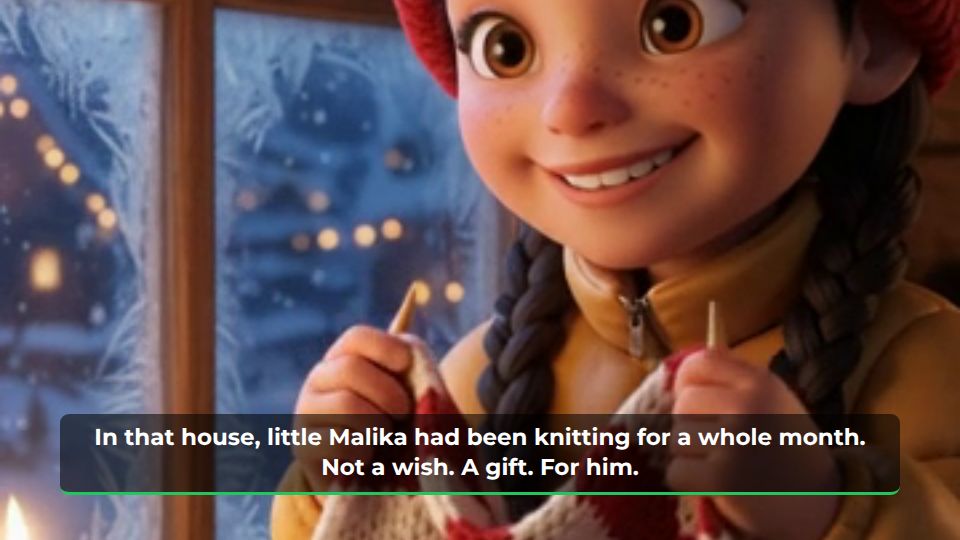 In that house, little Malika had been knitting for a whole month.
Not a wish. A gift. For him.